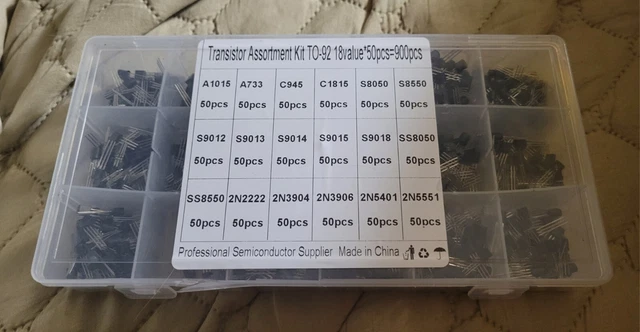 Transistor Assortment Kit TO-92 18value*50pcs=900pcs
A1015 A733 C945 C1815 S8050 S8550
50pcs 50pcs 50pcs 50pcs 50pcs 50pcs
S9012 S9013 S9014 S9015 S9018 SS8050
50pcs 50pcs 50pcs 50pcs 50pcs 50pcs
SS8550 2N2222 2N3904 2N3906 2N5401 2N5551
50pcs 50pcs 50pcs 50pcs 50pcs 50pcs
Professional Semiconductor Supplier Made in China